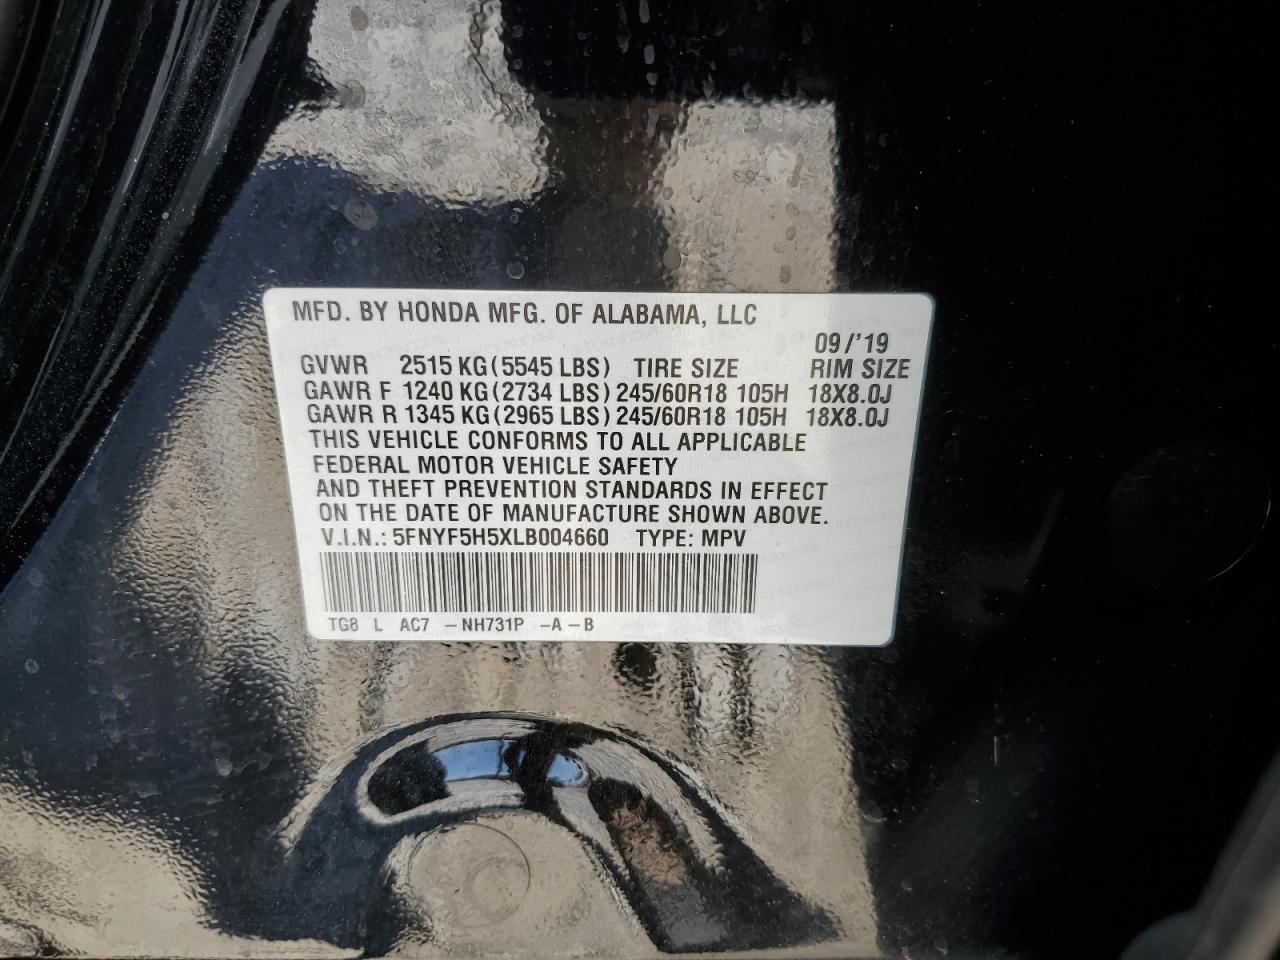 MFD. BY HONDA MFG. OF ALABAMA, LLC
09/'19
GVWR 2515 KG (5545 LBS) TIRE SIZE RIM SIZE
GAWR F 1240 KG (2734 LBS) 245/60R18 105H 18X8.0J
GAWR R 1345 KG (2965 LBS) 245/60R18 105H 18X8.0J
THIS VEHICLE CONFORMS TO ALL APPLICABLE
FEDERAL MOTOR VEHICLE SAFETY
AND THEFT PREVENTION STANDARDS IN EFFECT
ON THE DATE OF MANUFACTURE SHOWN ABOVE.
V.I.N.: 5FNYF5H5XLB004660 TYPE: MPV
TG8 L AC7 -NH731P -A-B